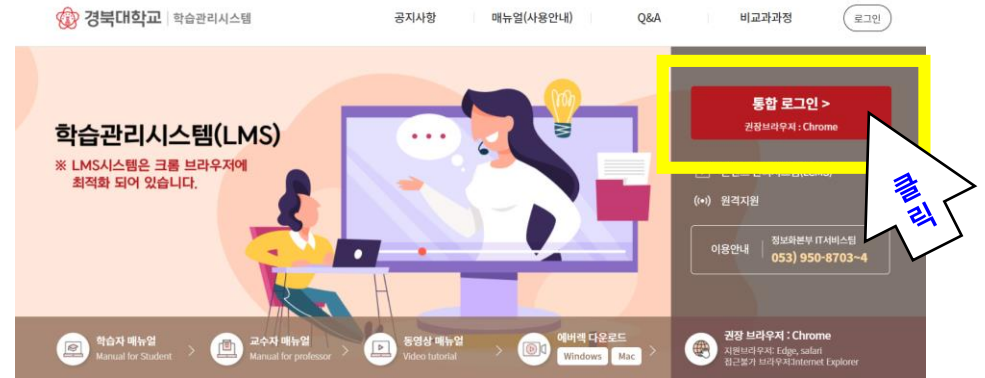 경북대학교 학습관리시스템
공지사항 매뉴얼(사용안내) Q&A 비교과과정 로그인
학습관리시스템(LMS)
※ LMS시스템은 크롬 브라우저에
최적화 되어 있습니다.
통합 로그인 >
권장브라우저 : Chrome
클릭
원격지원
이용안내
정보화본부 IT서비스팀
053) 950-8703~4
학습자 매뉴얼
Manual for Student
교수자 매뉴얼
Manual for professor
동영상 매뉴얼
Video tutorial
에버렉 다운로드
Windows Mac
권장 브라우저 : Chrome
지원브라우저: Edge, safari
접근불가 브라우저:Internet Explorer